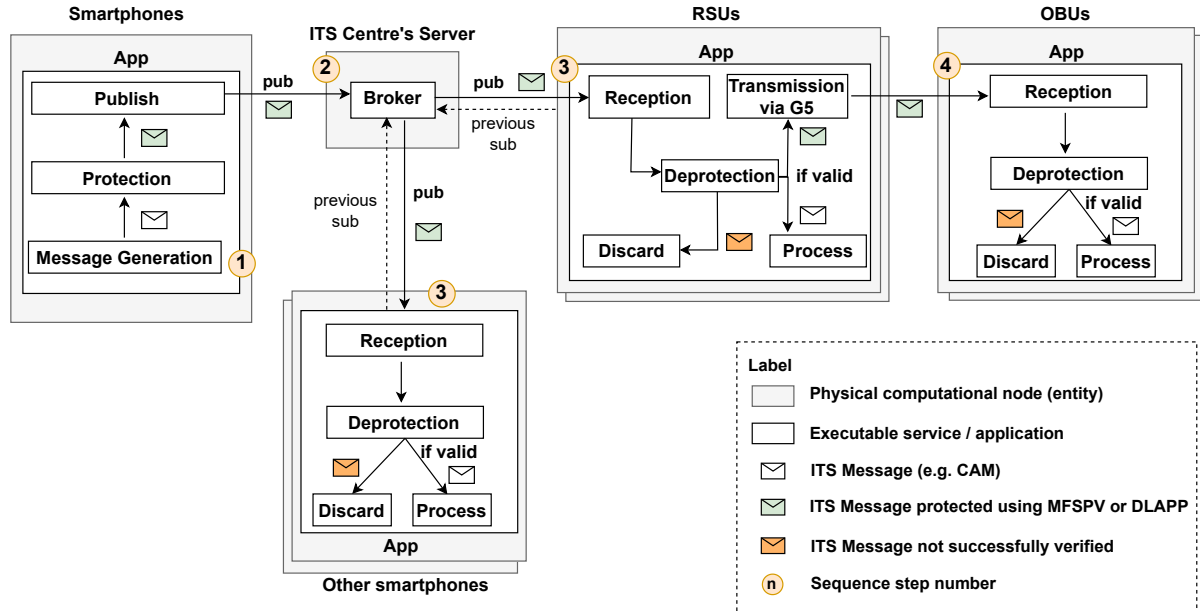 Smartphones
App
Publish
Protection
Message Generation
1
pub
ITS Centre's Server
2
Broker
pub
previous
sub
previous
sub
pub
3
Reception
Deprotection
if valid
Discard
Process
App
Other smartphones
RSUs
App
3
Reception
Transmission
via G5
Deprotection
if valid
Discard
Process
OBUs
App
4
Reception
Deprotection
if valid
Discard
Process
Label
Physical computational node (entity)
Executable service / application
ITS Message (e.g. CAM)
ITS Message protected using MFSPV or DLAPP
ITS Message not successfully verified
n
Sequence step number